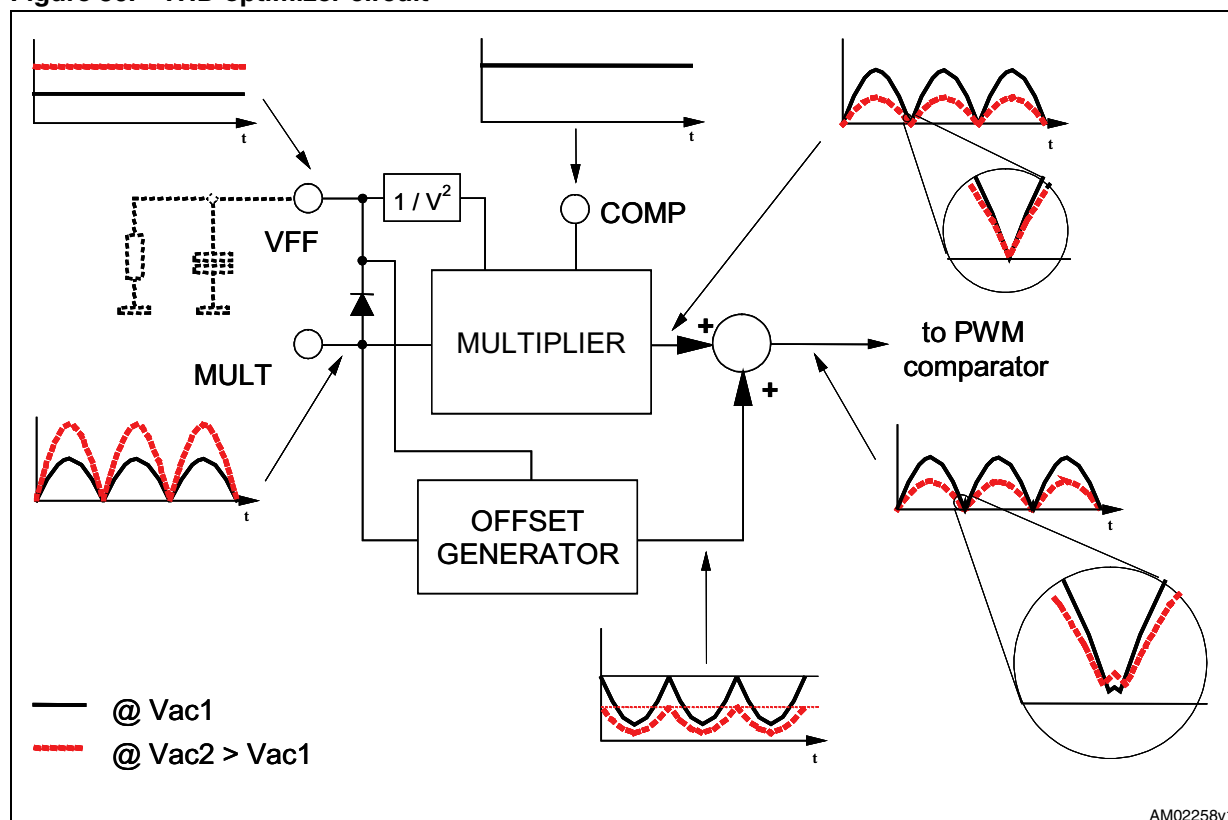 t
t
t
VFF
1 / V²
COMP
MULT
MULTIPLIER
+
+
to PWM
comparator
t
t
OFFSET
GENERATOR
t
@ Vac1
@ Vac2 > Vac1